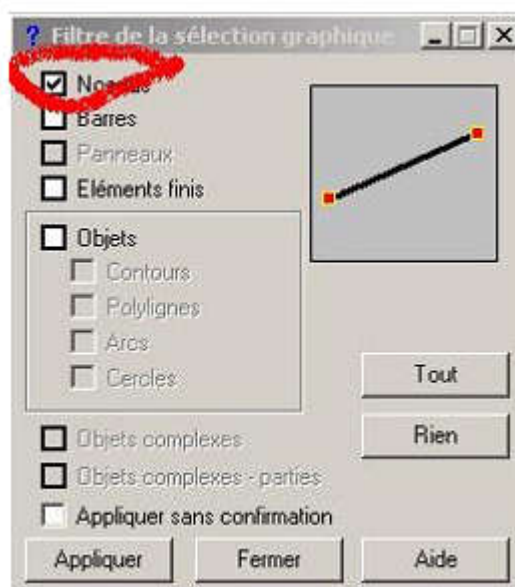 ? Filtre de la sélection graphique
Noeuds
Barres
Panneaux
Eléments finis
Objets
Contours
Polylignes
Arcs
Cercles
Tout
Rien
Objets complexes
Objets complexes - parties
Appliquer sans confirmation
Appliquer Fermer Aide